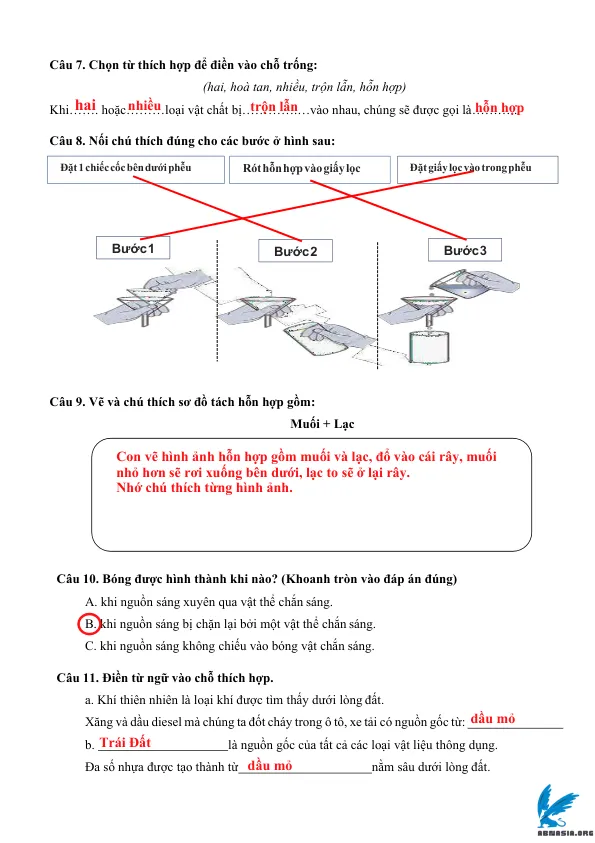 Câu 7. Chọn từ thích hợp để điền vào chỗ trống:
(hai, hoà tan, nhiều, trộn lẫn, hỗn hợp)
Khi……hai hoặc………nhiều loại vật chất bị……………trộn lẫn vào nhau, chúng sẽ được gọi là…………hỗn hợp
Câu 8. Nối chú thích đúng cho các bước ở hình sau:
Đặt 1 chiếc cốc bên dưới phễu Rót hỗn hợp vào giấy lọc Đặt giấy lọc vào trong phễu
Bước1 Bước2 Bước3
Câu 9. Vẽ và chú thích sơ đồ tách hỗn hợp gồm:
Muối + Lạc
Con vẽ hình ảnh hỗn hợp gồm muối và lạc, đổ vào cái rây, muối
nhỏ hơn sẽ rơi xuống bên dưới, lạc to sẽ ở lại rây.
Nhớ chú thích từng hình ảnh.
Câu 10. Bóng được hình thành khi nào? (Khoanh tròn vào đáp án đúng)
A. khi nguồn sáng xuyên qua vật thể chắn sáng.
B. khi nguồn sáng bị chặn lại bởi một vật thể chắn sáng.
C. khi nguồn sáng không chiếu vào bóng vật chắn sáng.
Câu 11. Điền từ ngữ vào chỗ thích hợp.
a. Khí thiên nhiên là loại khí được tìm thấy dưới lòng đất.
Xăng và dầu diesel mà chúng ta đốt cháy trong ô tô, xe tải có nguồn gốc từ: dầu mỏ
b. Trái Đất là nguồn gốc của tất cả các loại vật liệu thông dụng.
Đa số nhựa được tạo thành từ dầu mỏ nằm sâu dưới lòng đất.
ABNASIA.ORG